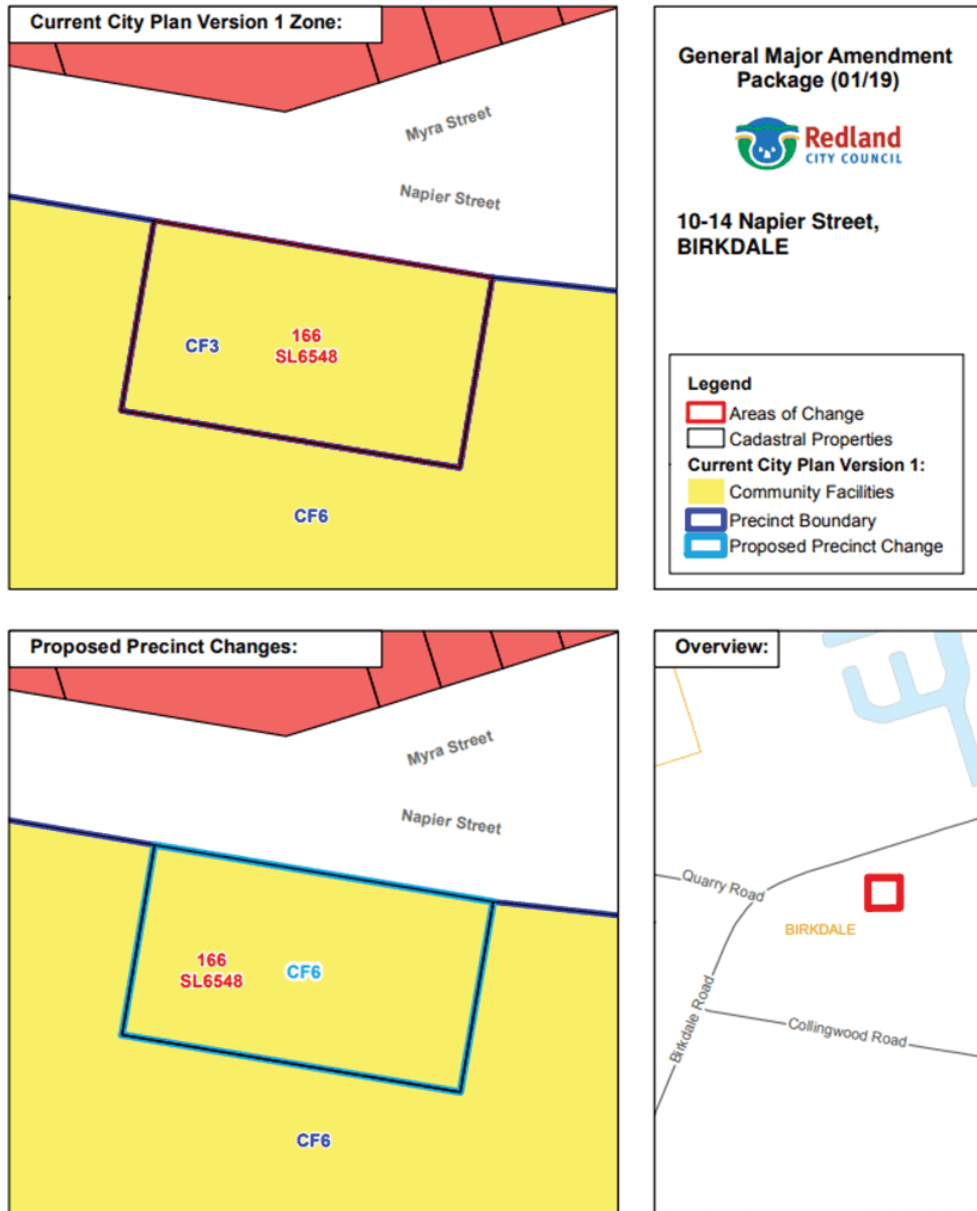 Current City Plan Version 1 Zone:
Myra Street
Napier Street
CF3
166
SL6548
CF6
General Major Amendment
Package (01/19)
Redland
CITY COUNCIL
10-14 Napier Street,
BIRKDALE
Legend
Areas of Change
Cadastral Properties
Current City Plan Version 1:
Community Facilities
Precinct Boundary
Proposed Precinct Change
Proposed Precinct Changes:
Myra Street
Napier Street
166
SL6548
CF6
CF6
Overview:
Quarry Road
BIRKDALE
Birkdale Road
Collingwood Road